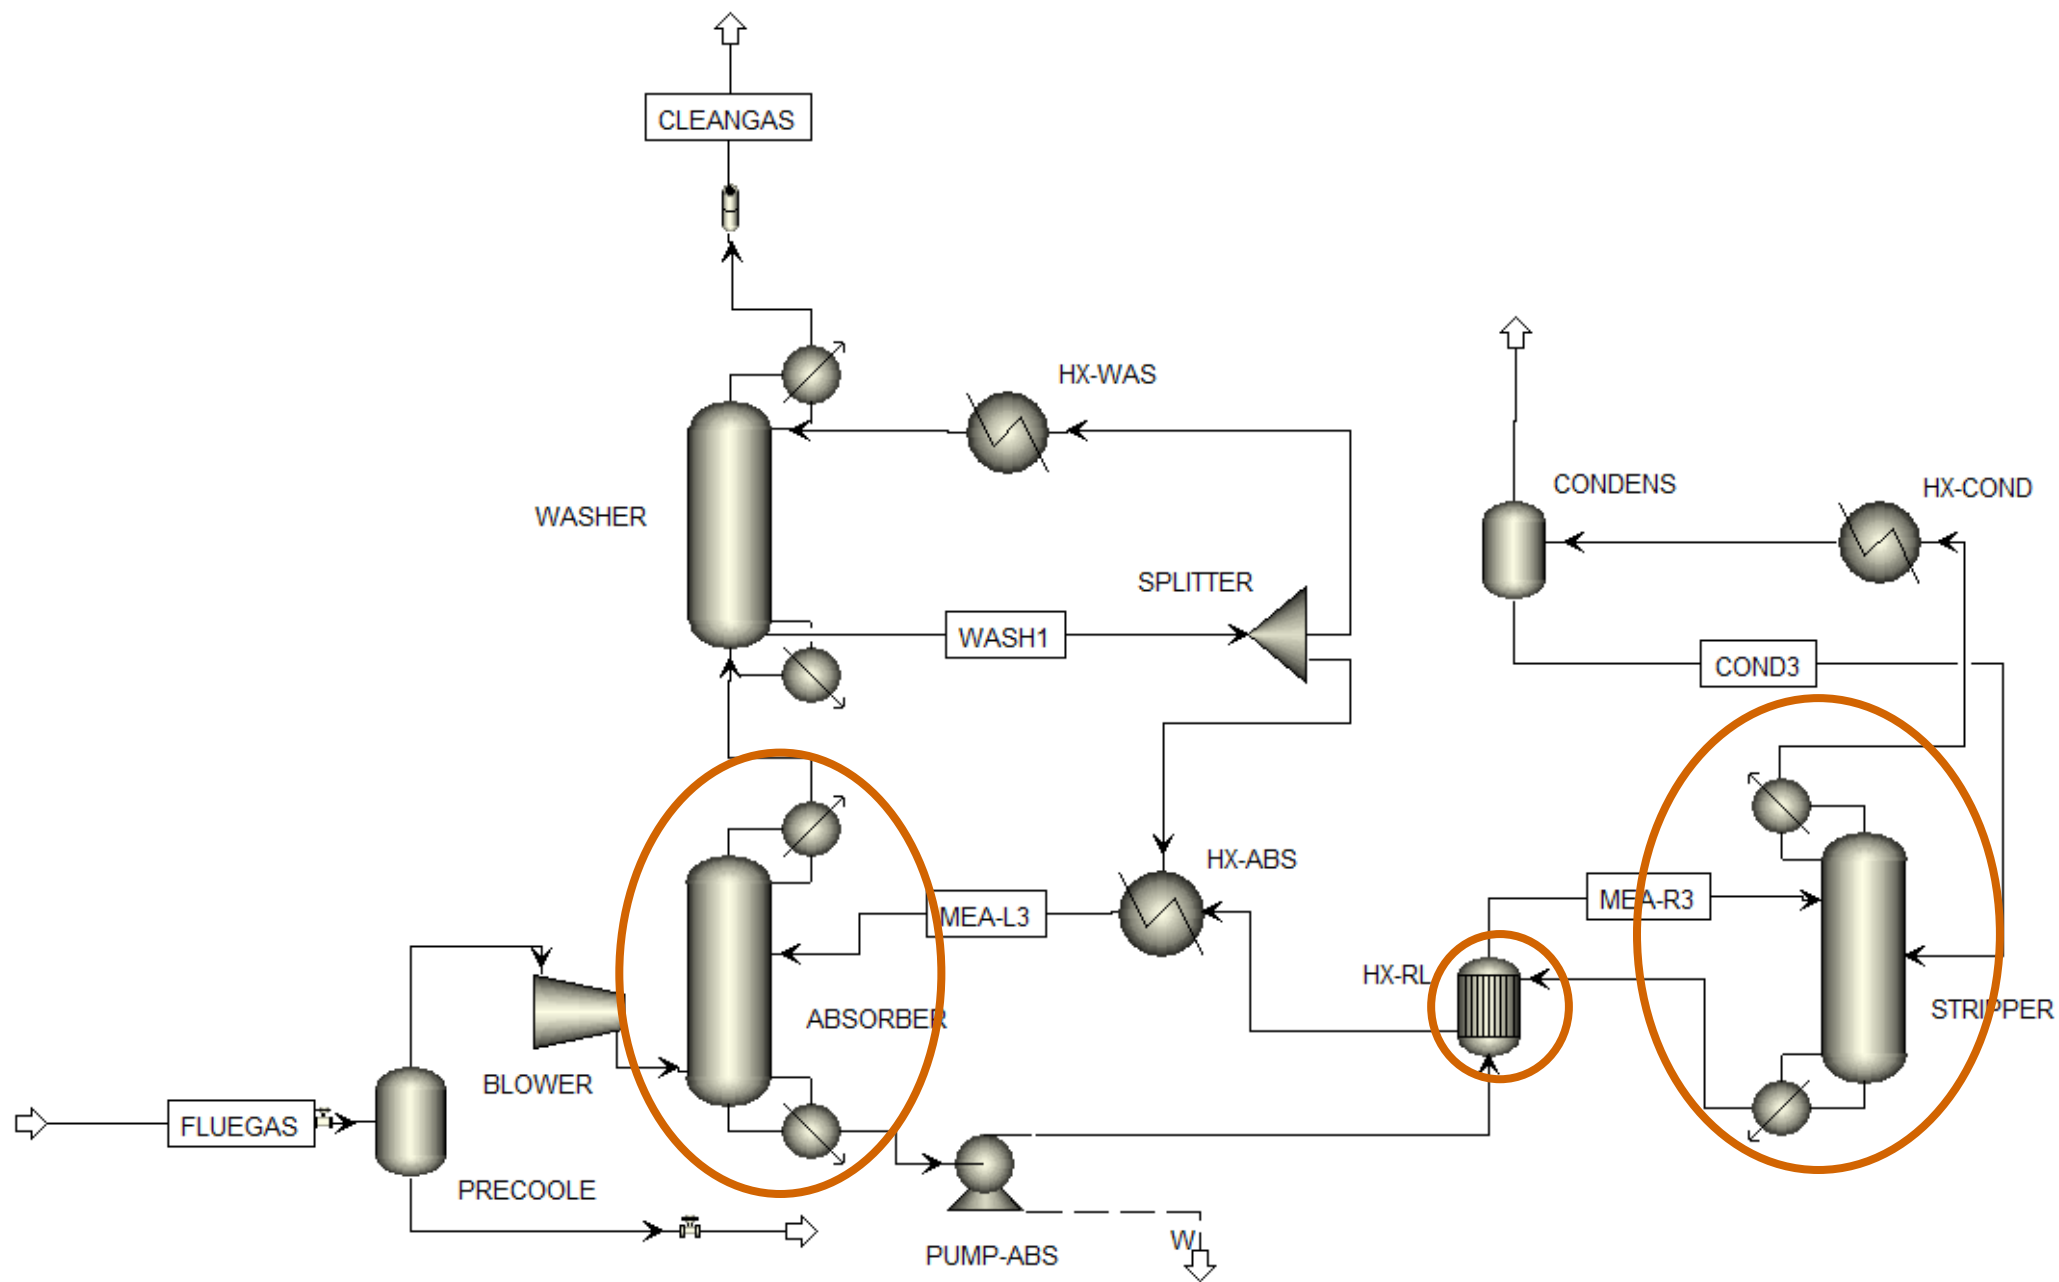 CLEANGAS
HX-WAS
CONDENS
HX-COND
WASHER
SPLITTER
WASH1
COND3
HX-ABS
MEA-R3
MEA-L3
HX-RL
STRIPPER
ABSORBER
BLOWER
FLUEGAS
PRECOOLE
W
PUMP-ABS